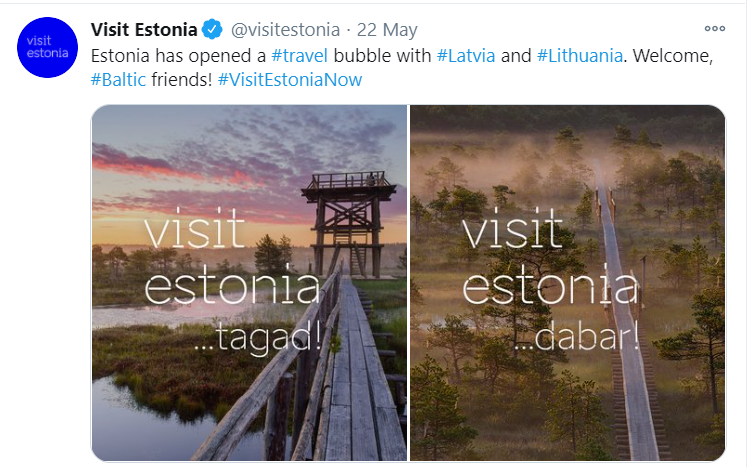 visit
estonia
Visit Estonia @visitestonia · 22 May
Estonia has opened a #travel bubble with #Latvia and #Lithuania. Welcome,
#Baltic friends! #VisitEstoniaNow
visit
estonia
...tagad!
visit
estonia
...dabar!